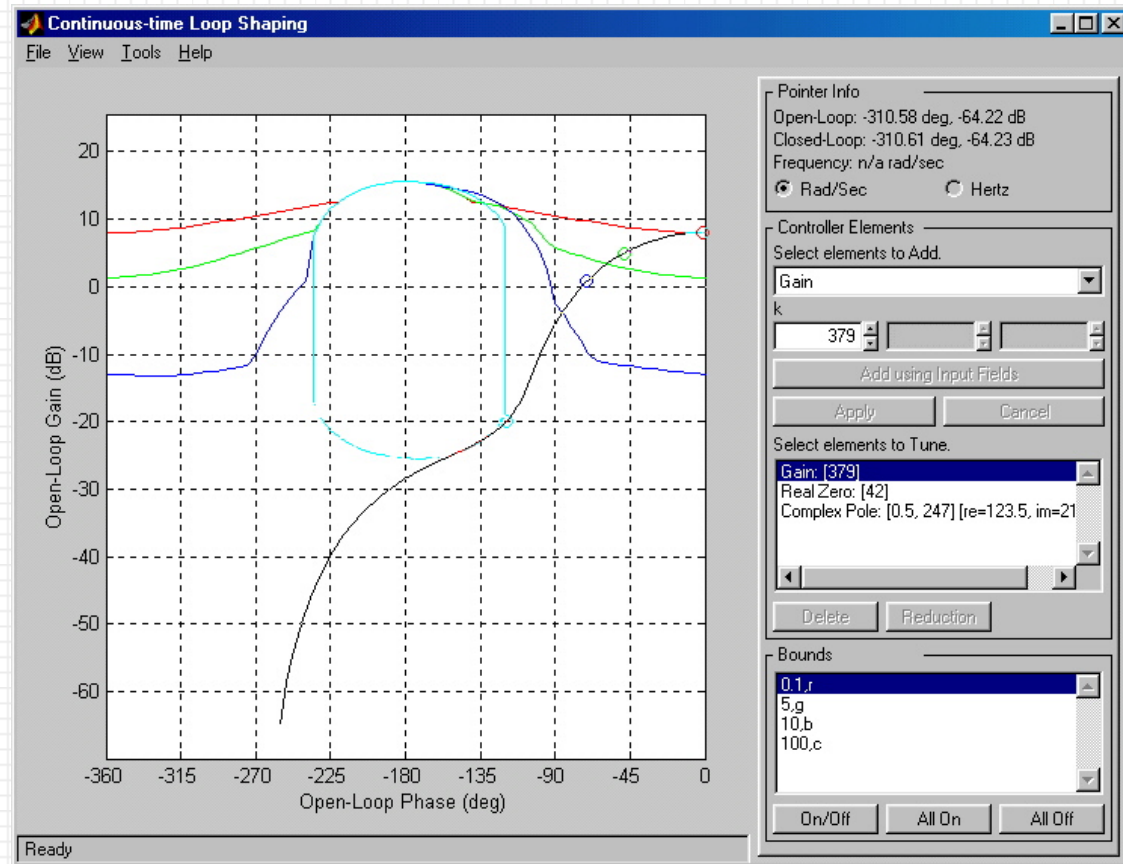 Continuous-time Loop Shaping
File View Tools Help
20
10
0
-10
-20
-30
-40
-50
-60
Open-Loop Gain (dB)
-360 -315 -270 -225 -180 -135 -90 -45 0
Open-Loop Phase (deg)
Ready
Pointer Info
Open-Loop: -310.58 deg, -64.22 dB
Closed-Loop: -310.61 deg, -64.23 dB
Frequency: n/a rad/sec
Rad/Sec Hertz
Controller Elements
Select elements to Add.
Gain
k
379
Add using Input Fields
Apply Cancel
Select elements to Tune.
Gain: [379]
Real Zero: [42]
Complex Pole: [0.5, 247] [re=123.5, im=21
Delete Reduction
Bounds
0.1,r
5,g
10,b
100,c
On/Off All On All Off